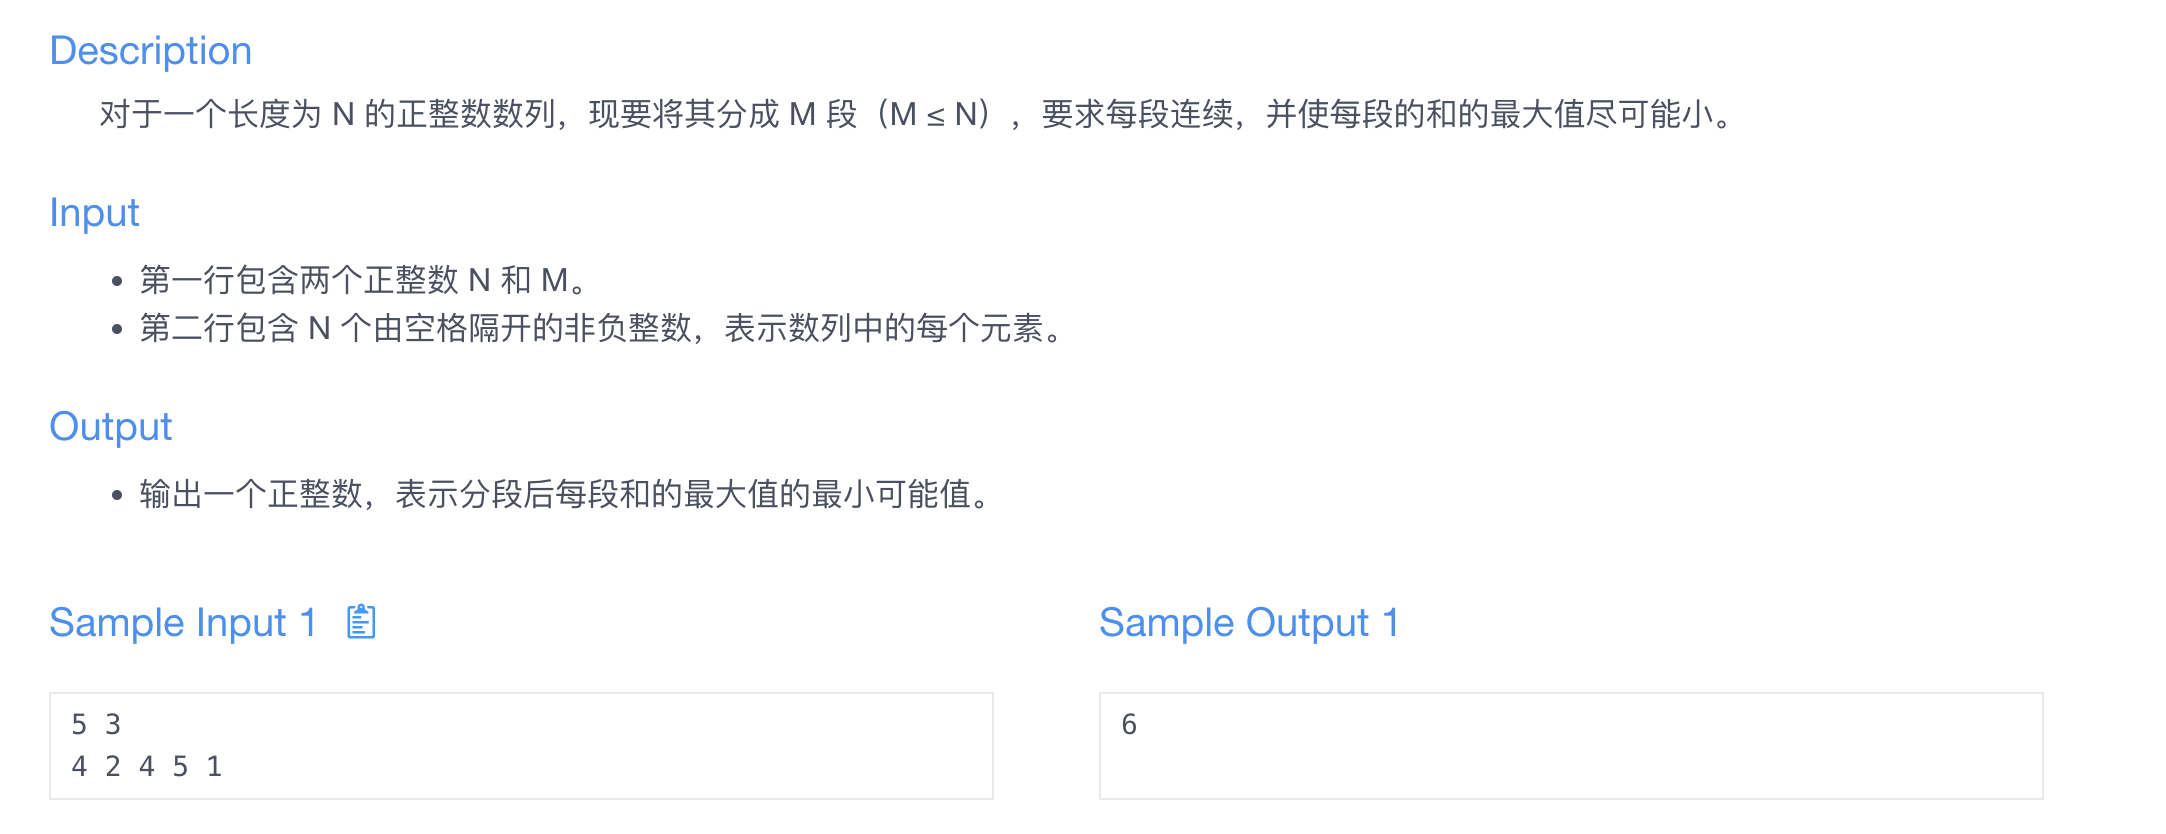 Description
对于一个长度为 N 的正整数数列，现要将其分成 M 段（M ≤ N），要求每段连续，并使每段的和的最大值尽可能小。
Input
• 第一行包含两个正整数 N 和 M。
• 第二行包含 N 个由空格隔开的非负整数，表示数列中的每个元素。
Output
• 输出一个正整数，表示分段后每段和的最大值的最小可能值。
Sample Input 1
5 3
4 2 4 5 1
Sample Output 1
6